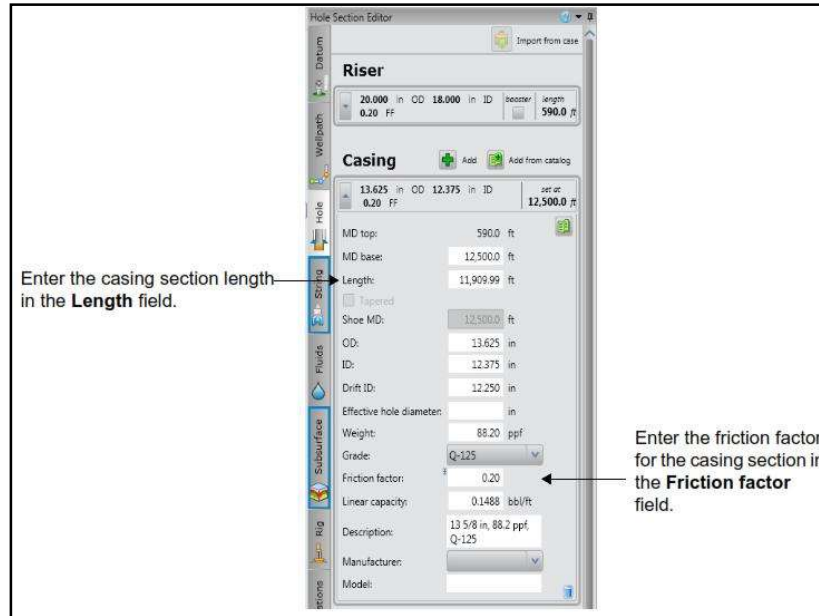 Hole Section Editor
Import from case
Riser
20.000 in OD 18.000 in ID
0.20 FF
booster
length
590.0 ft
Casing
Add
Add from catalog
13.625 in OD 12.375 in ID
0.20 FF
set at
12,500.0 ft
MD top: 590.0 ft
MD base: 12,500.0 ft
Length: 11,909.99 ft
Tapered
Shoe MD: 12,500.0 ft
OD: 13.625 in
ID: 12.375 in
Drift ID: 12.250 in
Effective hole diameter: in
Weight: 88.20 ppf
Grade: Q-125
Friction factor: 0.20
Linear capacity: 0.1488 bbl/ft
Description: 13 5/8 in, 88.2 ppf,
Q-125
Manufacturer:
Model:
Datum
Wellpath
Hole
String
Fluids
Subsurface
Rig
Enter the casing section length
in the Length field.
Enter the friction factor
for the casing section in
the Friction factor
field.